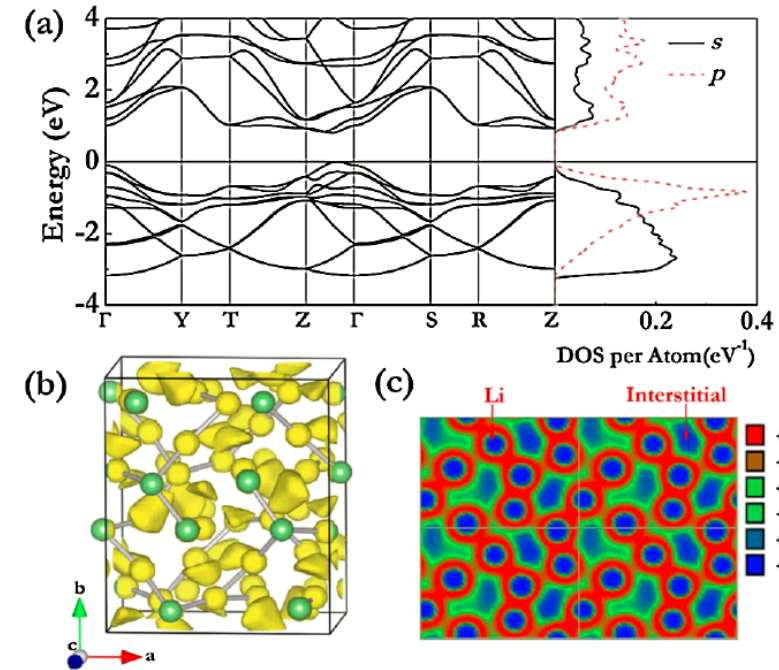 (a)
4
2
0
-2
-4
Energy (eV)
Γ Y T Z Γ S R Z
s
p
0.2 0.4
DOS per Atom(eV⁻¹)
(b)
b
c
a
(c)
Li Interstitial